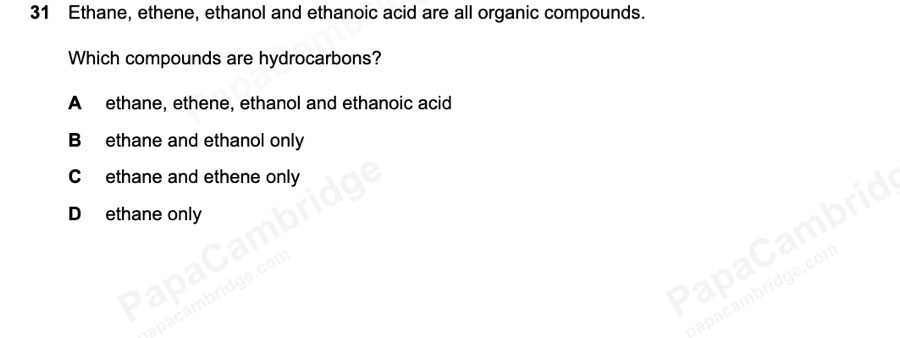 31 Ethane, ethene, ethanol and ethanoic acid are all organic compounds.
Which compounds are hydrocarbons?
A ethane, ethene, ethanol and ethanoic acid
B ethane and ethanol only
C ethane and ethene only
D ethane only
PapaCambridge
papacambridge.com
PapaCambridge
papacambridge.com